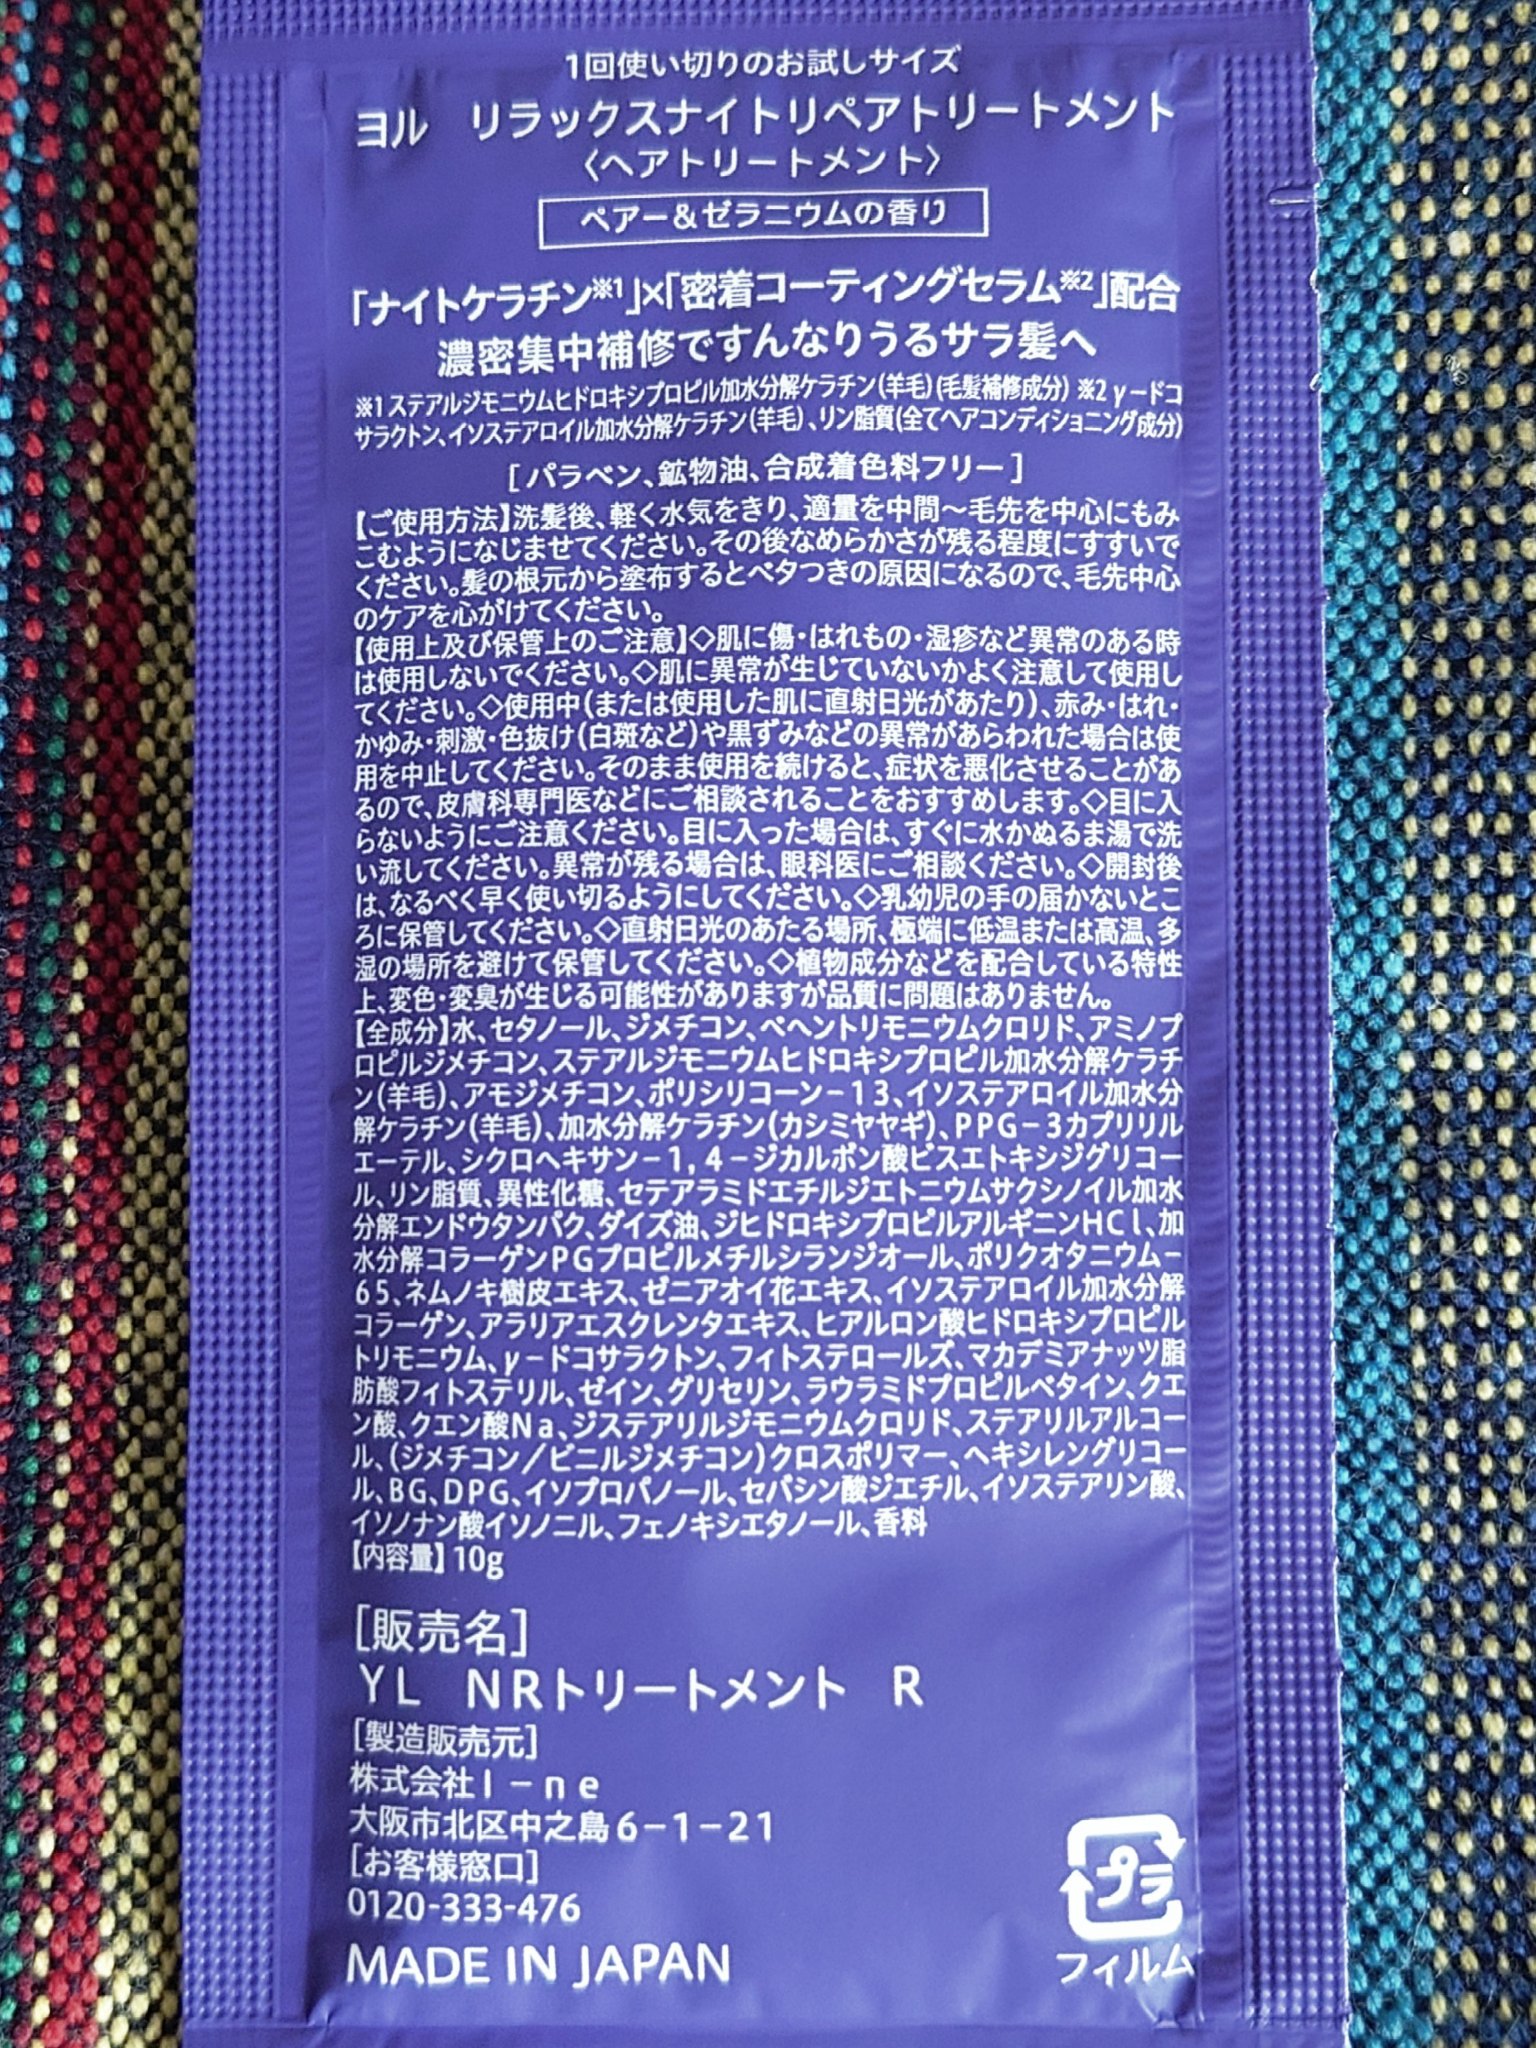 1回使い切りのお試しサイズ
ヨル　リラックスナイトリペアトリートメント
〈ヘアトリートメント〉
ペアー＆ゼラニウムの香り
「ナイトケラチン※1」×「密着コーティングセラム※2」配合
濃密集中補修ですんなりうるサラ髪へ
※1 ステアルジモニウムヒドロキシプロピル加水分解ケラチン(羊毛)(毛髪補修成分) ※2 γ－ドコ
サラクトン、イソステアロイル加水分解ケラチン(羊毛)、リン脂質(全てヘアコンディショニング成分)
［パラベン、鉱物油、合成着色料フリー］
【ご使用方法】洗髪後、軽く水気をきり、適量を中間～毛先を中心にもみ
こむようになじませてください。その後なめらかさが残る程度にすすいで
ください。髪の根元から塗布するとベタつきの原因になるので、毛先中心
のケアを心がけてください。
【使用上及び保管上のご注意】◇肌に傷・はれもの・湿疹など異常のある時
は使用しないでください。◇肌に異常が生じていないかよく注意して使用し
てください。◇使用中(または使用した肌に直射日光があたり)、赤み・はれ・
かゆみ・刺激・色抜け(白斑など)や黒ずみなどの異常があらわれた場合は使
用を中止してください。そのまま使用を続けると、症状を悪化させることがあ
るので、皮膚科専門医などにご相談されることをおすすめします。◇目に入
らないようにご注意ください。目に入った場合は、すぐに水かぬるま湯で洗
い流してください。異常が残る場合は、眼科医にご相談ください。◇開封後
は、なるべく早く使い切るようにしてください。◇乳幼児の手の届かないとこ
ろに保管してください。◇直射日光のあたる場所、極端に低温または高温、多
湿の場所を避けて保管してください。◇植物成分などを配合している特性
上、変色・変臭が生じる可能性がありますが品質に問題はありません。
【全成分】水、セタノール、ジメチコン、ベヘントリモニウムクロリド、アミノプ
ロピルジメチコン、ステアルジモニウムヒドロキシプロピル加水分解ケラチ
ン(羊毛)、アモジメチコン、ポリシリコーン－13、イソステアロイル加水分
解ケラチン(羊毛)、加水分解ケラチン(カシミヤヤギ)、PPG－3カプリリル
エーテル、シクロヘキサン－1，4－ジカルボン酸ビスエトキシジグリコー
ル、リン脂質、異性化糖、セテアラミドエチルジエトニウムサクシノイル加水
分解エンドウタンパク、ダイズ油、ジヒドロキシプロピルアルギニンHCl、加
水分解コラーゲンPGプロピルメチルシランジオール、ポリクオタニウム－
65、ネムノキ樹皮エキス、ゼニアオイ花エキス、イソステアロイル加水分解
コラーゲン、アラリアエスクレンタエキス、ヒアルロン酸ヒドロキシプロピル
トリモニウム、γ－ドコサラクトン、フィトステロールズ、マカデミアナッツ脂
肪酸フィトステリル、ゼイン、グリセリン、ラウラミドプロピルベタイン、クエ
ン酸、クエン酸Na、ジステアリルジモニウムクロリド、ステアリルアルコー
ル、(ジメチコン／ビニルジメチコン)クロスポリマー、ヘキシレングリコー
ル、BG、DPG、イソプロパノール、セバシン酸ジエチル、イソステアリン酸、
イソノナン酸イソノニル、フェノキシエタノール、香料
【内容量】10g
［販売名］
YL　NRトリートメント　R
［製造販売元］
株式会社I－ne
大阪市北区中之島6－1－21
［お客様窓口］
0120-333-476
MADE IN JAPAN
プラ
フィルム